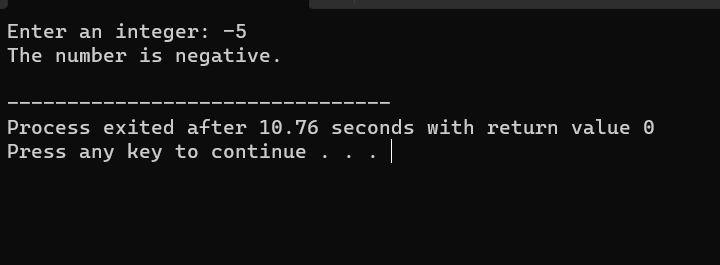 Enter an integer: -5
The number is negative.
--------------------------------
Process exited after 10.76 seconds with return value 0
Press any key to continue . . .